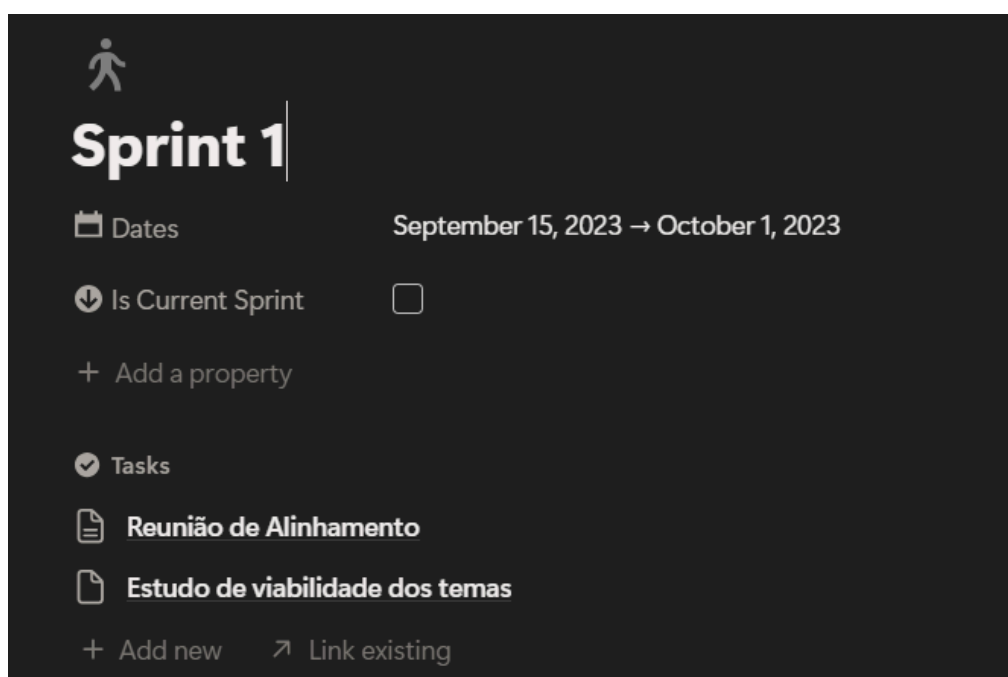 Sprint 1
Dates September 15, 2023 → October 1, 2023
Is Current Sprint
+ Add a property
Tasks
Reunião de Alinhamento
Estudo de viabilidade dos temas
+ Add new ↗ Link existing